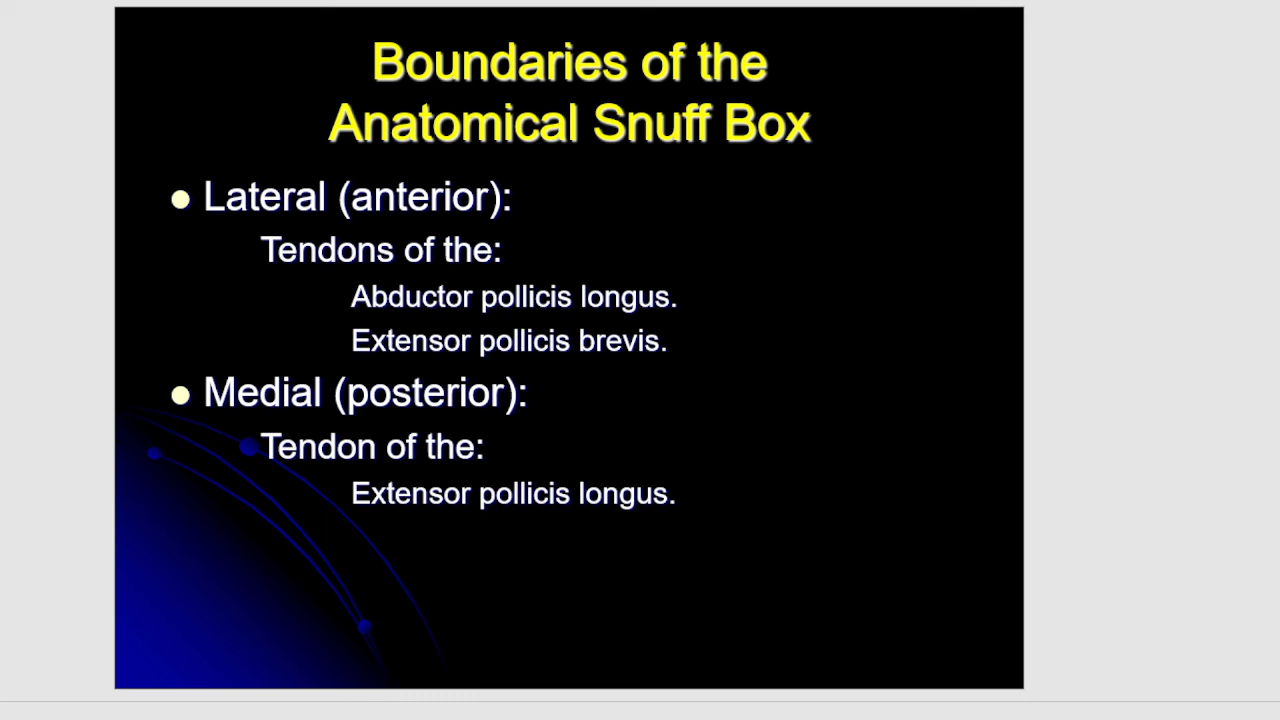 Boundaries of the
Anatomical Snuff Box
Lateral (anterior):
Tendons of the:
Abductor pollicis longus.
Extensor pollicis brevis.
Medial (posterior):
Tendon of the:
Extensor pollicis longus.